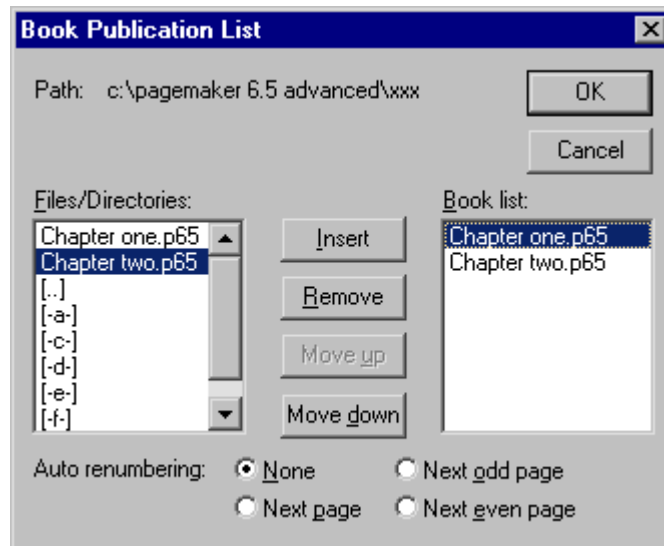 Book Publication List
Path: c:\pagemaker 6.5 advanced\xxx
OK
Cancel
Files/Directories:
Chapter one.p65
Chapter two.p65
[..]
[-a-]
[-c-]
[-d-]
[-e-]
[-f-]
Insert
Remove
Move up
Move down
Book list:
Chapter one.p65
Chapter two.p65
Auto renumbering: None Next odd page
Next page Next even page